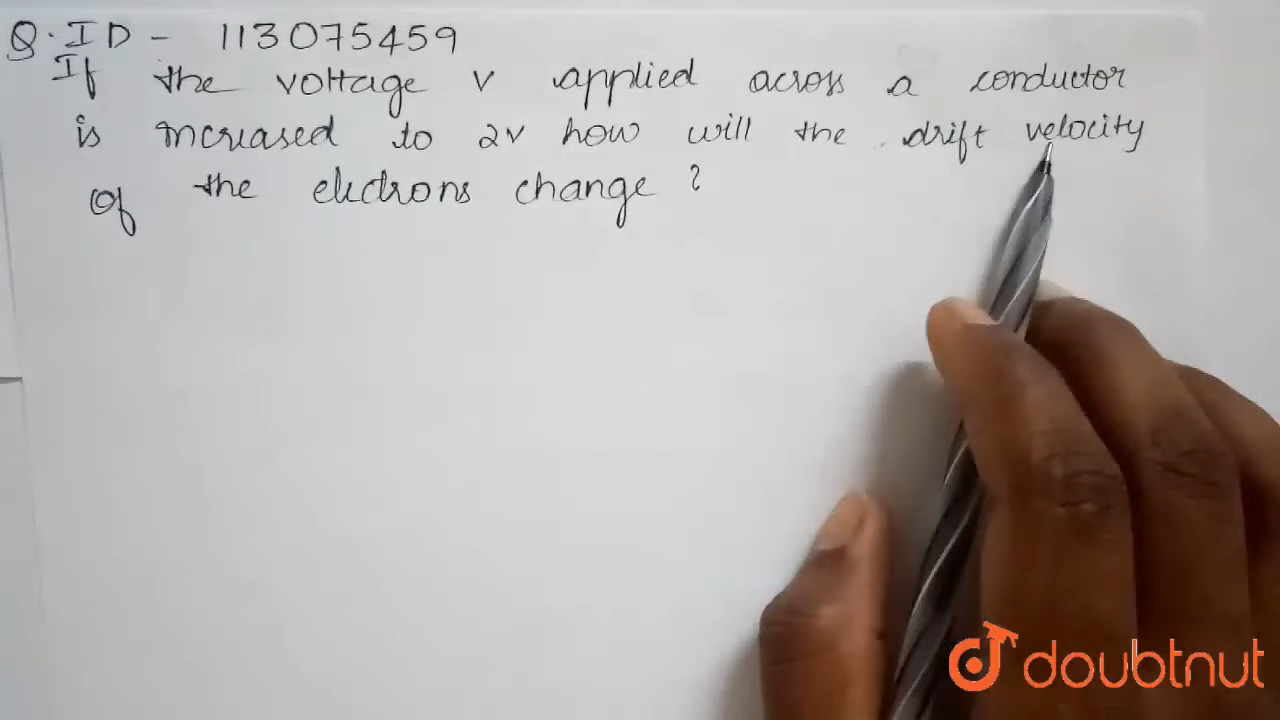 Q.ID - 113075459
If the voltage V applied across a conductor
is increased to 2V how will the drift velocity
of the electrons change ?
doubtnut